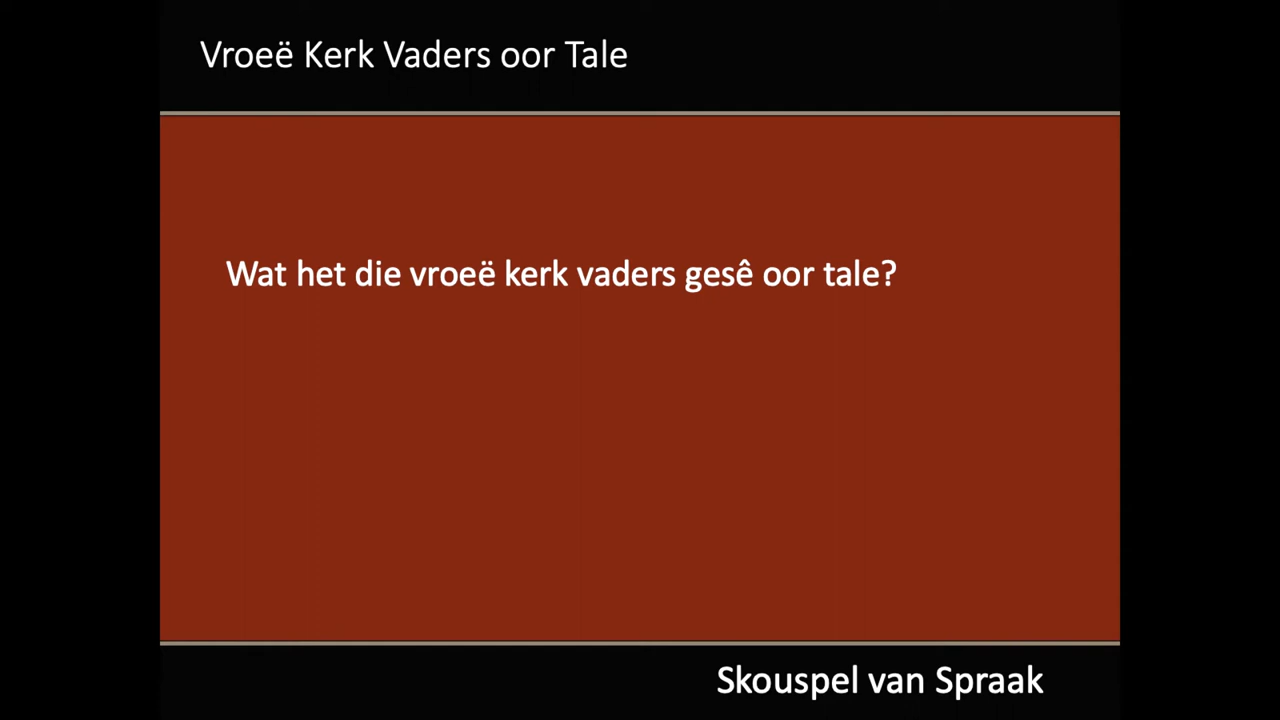 Vroeë Kerk Vaders oor Tale
Wat het die vroeë kerk vaders gesê oor tale?
Skouspel van Spraak